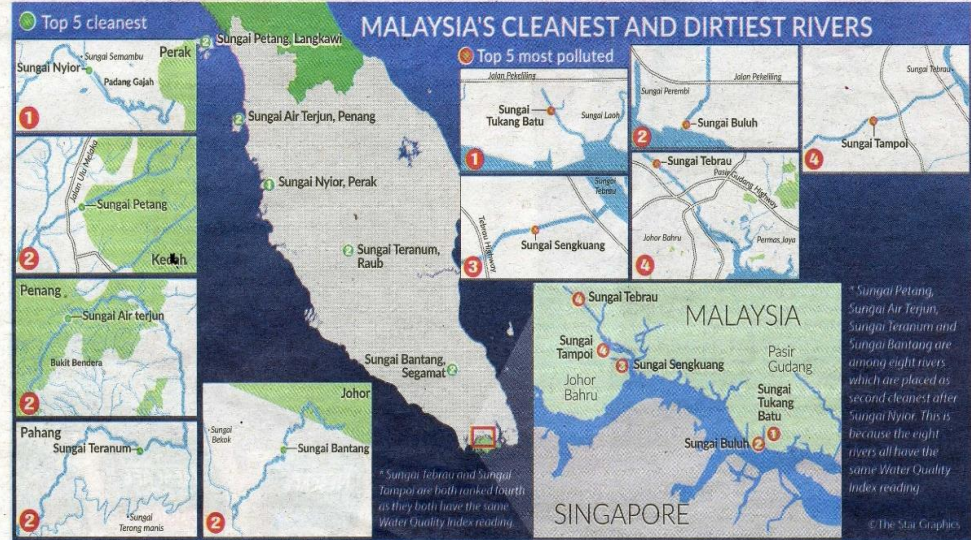 MALAYSIA'S CLEANEST AND DIRTIEST RIVERS
Top 5 cleanest
Perak
Sungai Semambu
Sungai Nyior
Padang Gajah
1
Jalan Ulu Melaka
Sungai Petang
Kedah
2
Penang
Sungai Air terjun
Bukit Bendera
2
Pahang
Sungai Teranum
Sungai
Terong manis
2
Johor
Sungai
Bekok
Sungai Bantang
2
2 Sungai Petang, Langkawi
2 Sungai Air Terjun, Penang
1 Sungai Nyior, Perak
2 Sungai Teranum,
Raub
Sungai Bantang,
Segamat 2
* Sungai Tebrau and Sungai
Tampoi are both ranked fourth
as they both have the same
Water Quality Index reading.
Top 5 most polluted
Jalan Pekeliling
Sungai
Tukang Batu
Sungai Laoh
1
Jalan Pekeliling
Sungai Perembi
Sungai Buluh
2
Sungai Tebrau
Sungai Tampoi
4
Sungai
Tebrau
Tebrau Highway
Sungai Sengkuang
3
Sungai Tebrau
Pasir Gudang Highway
Johor Bahru
Permas Jaya
4
4 Sungai Tebrau
MALAYSIA
Sungai
Tampoi 4
3 Sungai Sengkuang
Johor
Bahru
Pasir
Gudang
Sungai
Tukang
Batu 1
Sungai Buluh 2
SINGAPORE
* Sungai Petang,
Sungai Air Terjun,
Sungai Teranum and
Sungai Bantang are
among eight rivers
which are placed as
second cleanest after
Sungai Nyior. This is
because the eight
rivers all have the
same Water Quality
Index reading
©The Star Graphics